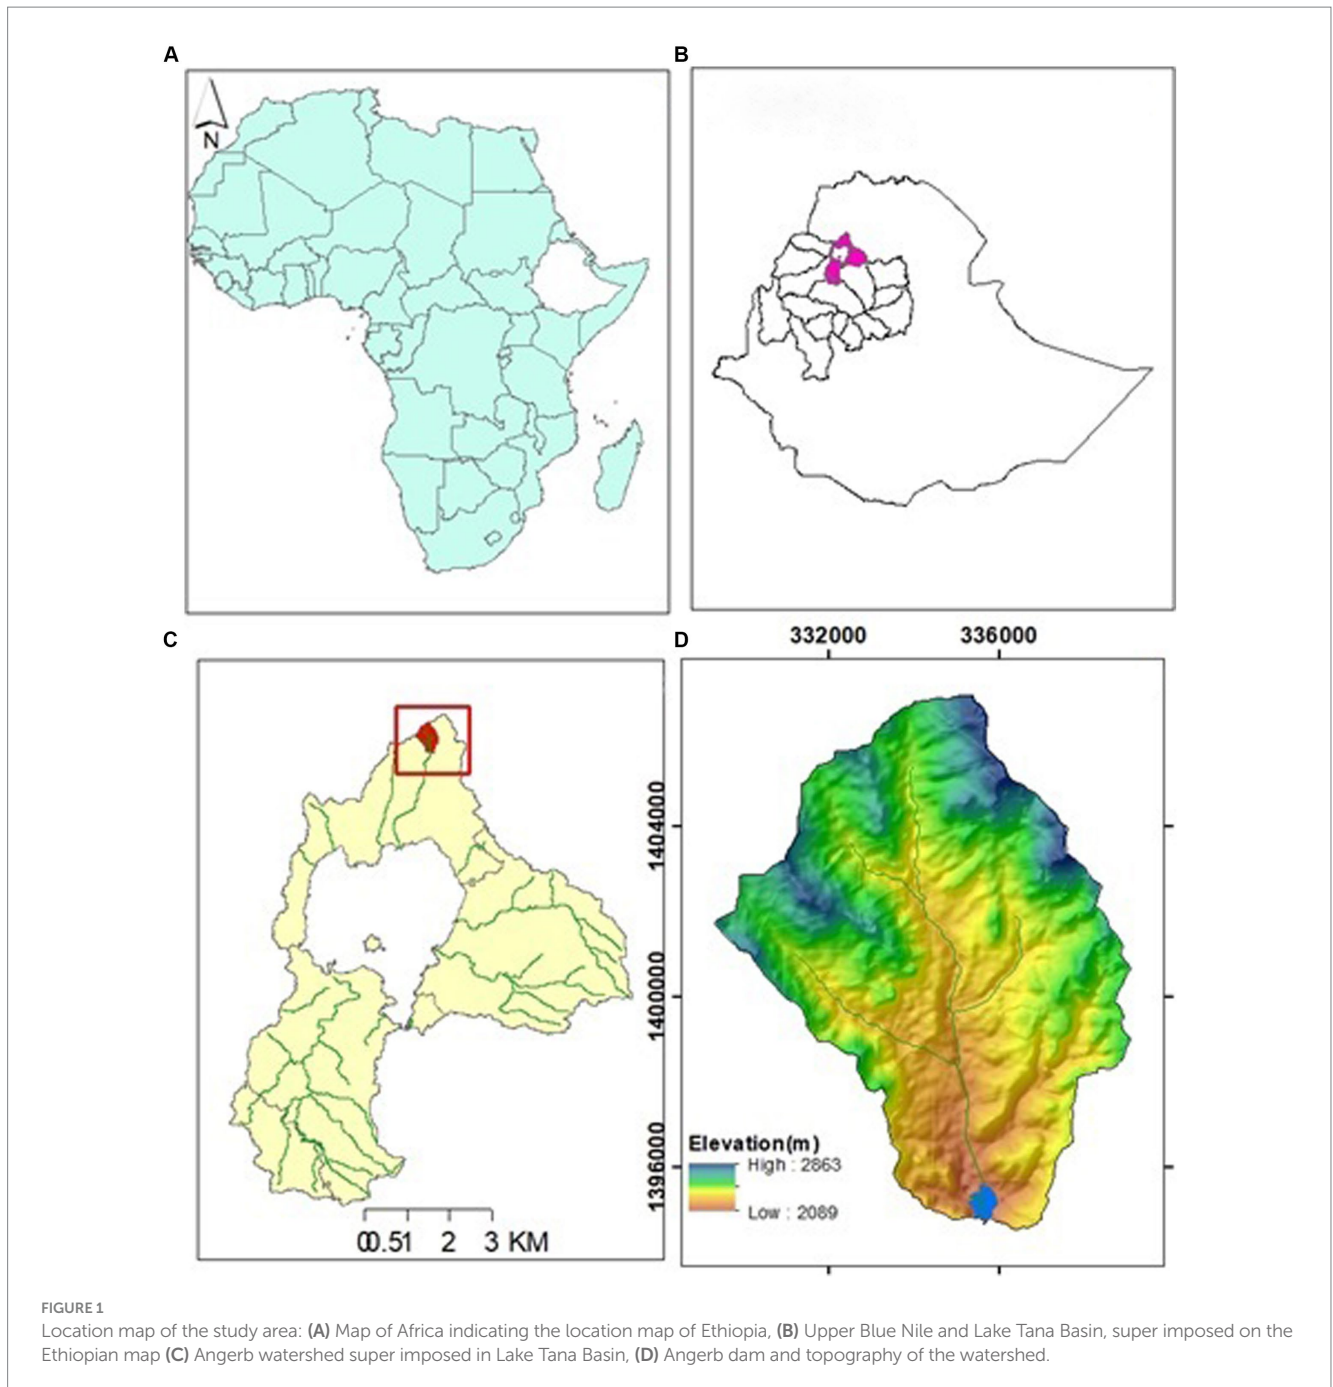 A
B
N
C
D
332000
336000
1404000
1400000
1396000
Elevation(m)
High : 2863
Low : 2089
00.51 2 3 KM
FIGURE 1
Location map of the study area: (A) Map of Africa indicating the location map of Ethiopia, (B) Upper Blue Nile and Lake Tana Basin, super imposed on the
Ethiopian map (C) Angerb watershed super imposed in Lake Tana Basin, (D) Angerb dam and topography of the watershed.